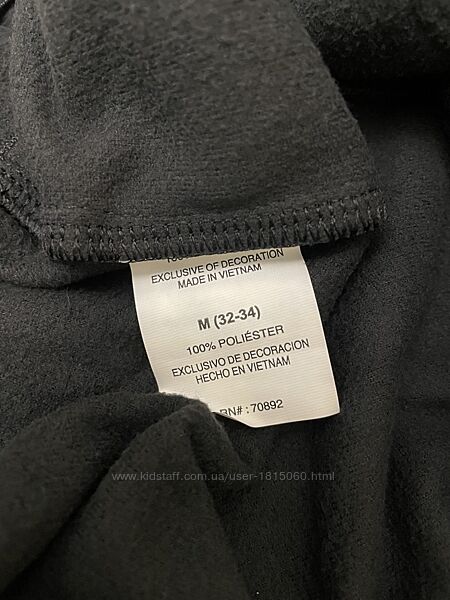 EXCLUSIVE OF DECORATION
MADE IN VIETNAM
M (32-34)
100% POLIÉSTER
EXCLUSIVO DE DECORACION
HECHO EN VIETNAM
RN# : 70892
www.kidstaff.com.ua/user-1815060.html